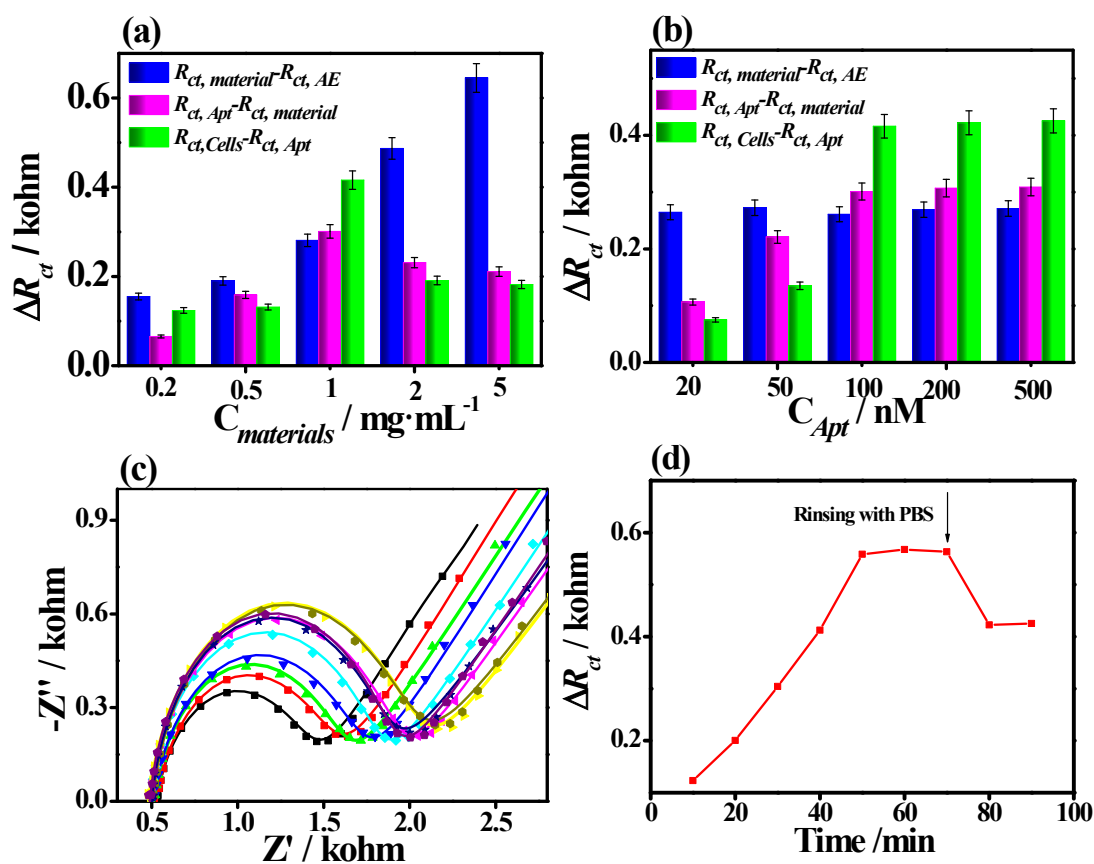 (a)
R_ct, material-R_ct, AE
R_ct, Apt-R_ct, material
R_ct,Cells-R_ct, Apt
0.6
0.4
0.2
0.0
ΔR_ct / kohm
0.2 0.5 1 2 5
C_materials / mg·mL⁻¹
(b)
R_ct, material-R_ct, AE
R_ct, Apt-R_ct, material
R_ct, Cells-R_ct, Apt
0.4
0.2
0.0
ΔR_ct / kohm
20 50 100 200 500
C_Apt / nM
(c)
0.9
0.6
0.3
0.0
-Z'' / kohm
0.5 1.0 1.5 2.0 2.5
Z' / kohm
(d)
Rinsing with PBS
0.6
0.4
0.2
ΔR_ct / kohm
0 20 40 60 80 100
Time /min